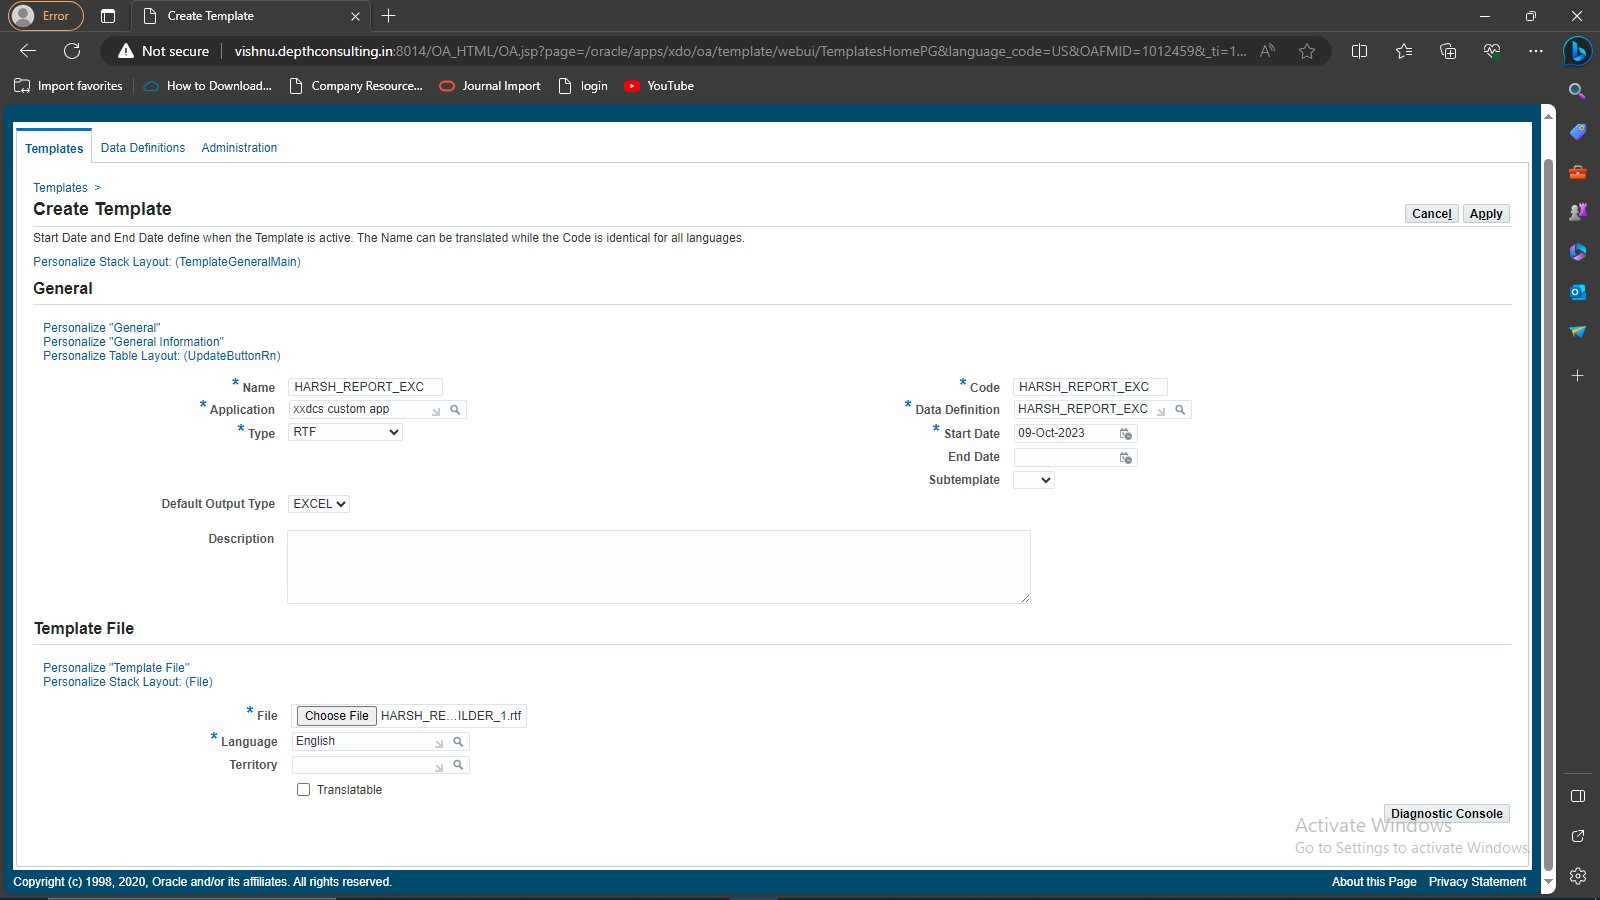 Error
Create Template
Not secure
vishnu.depthconsulting.in:8014/OA_HTML/OA.jsp?page=/oracle/apps/xdo/oa/template/webui/TemplatesHomePG&language_code=US&OAFMID=1012459&_ti=1...
Import favorites
How to Download...
Company Resource...
Journal Import
login
YouTube
Templates
Data Definitions
Administration
Templates >
Create Template
Cancel
Apply
Start Date and End Date define when the Template is active. The Name can be translated while the Code is identical for all languages.
Personalize Stack Layout: (TemplateGeneralMain)
General
Personalize "General"
Personalize "General Information"
Personalize Table Layout: (UpdateButtonRn)
* Name HARSH_REPORT_EXC
* Code HARSH_REPORT_EXC
* Application xxdcs custom app
* Data Definition HARSH_REPORT_EXC
* Type RTF
* Start Date 09-Oct-2023
End Date
Subtemplate
Default Output Type EXCEL
Description
Template File
Personalize "Template File"
Personalize Stack Layout: (File)
* File Choose File HARSH_RE...ILDER_1.rtf
* Language English
Territory
Translatable
Diagnostic Console
Activate Windows
Go to Settings to activate Windows.
Copyright (c) 1998, 2020, Oracle and/or its affiliates. All rights reserved.
About this Page
Privacy Statement